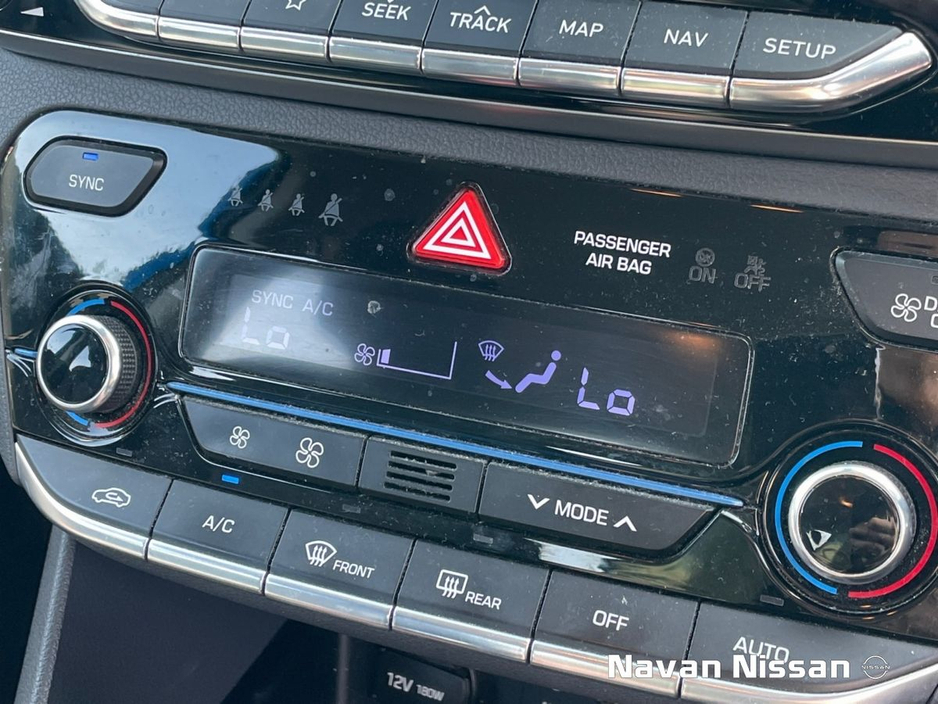 SEEK
TRACK
MAP
NAV
SETUP
SYNC
PASSENGER
AIR BAG
ON
OFF
SYNC A/C
Lo
Lo
MODE
A/C
FRONT
REAR
OFF
AUTO
12V 180W
Navan Nissan